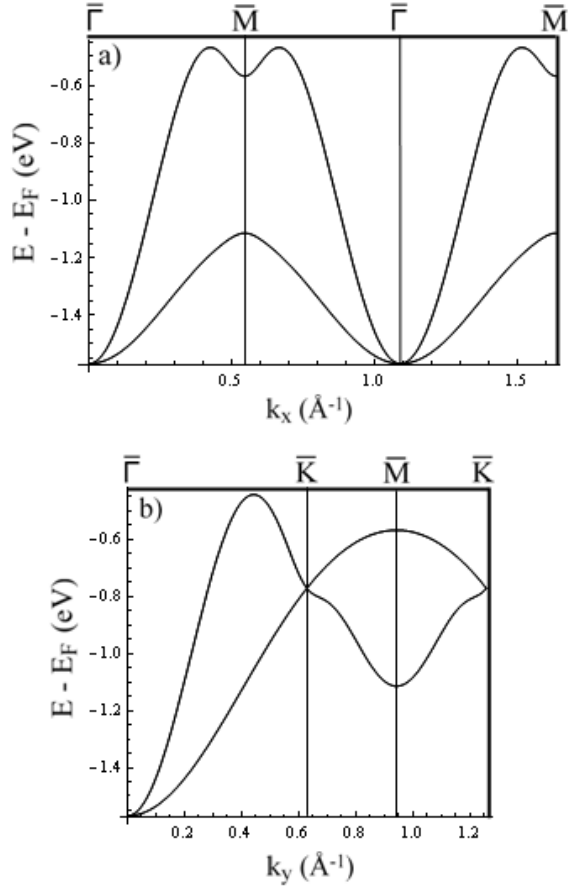 Γ̅ M̅ Γ̅ M̅
a)
−0.6
−0.8
−1.0
−1.2
−1.4
E - E_F (eV)
0.5 1.0 1.5
k_x (Å⁻¹)
Γ̅ K̅ M̅ K̅
b)
−0.6
−0.8
−1.0
−1.2
−1.4
E - E_F (eV)
0.2 0.4 0.6 0.8 1.0 1.2
k_y (Å⁻¹)